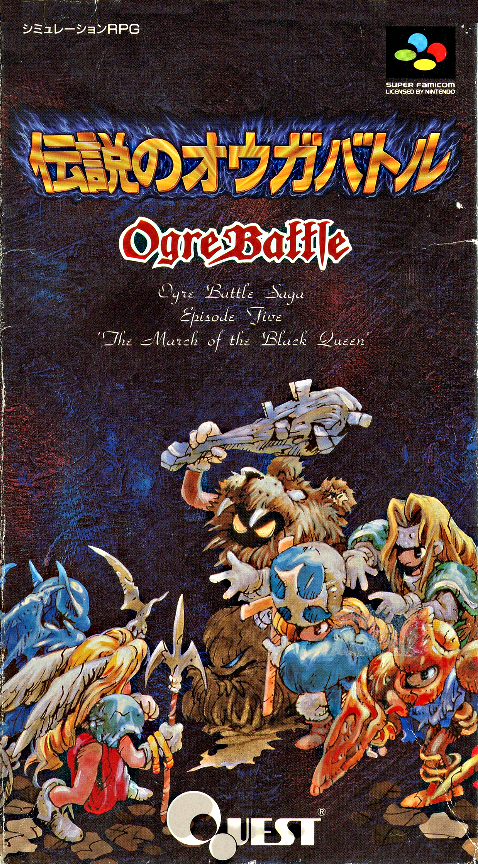 シミュレーションRPG
SUPER FAMICOM
LICENSED BY NINTENDO
伝説のオウガバトル
Ogre Battle
Ogre Battle Saga
Episode Five
"The March of the Black Queen"
QUEST®